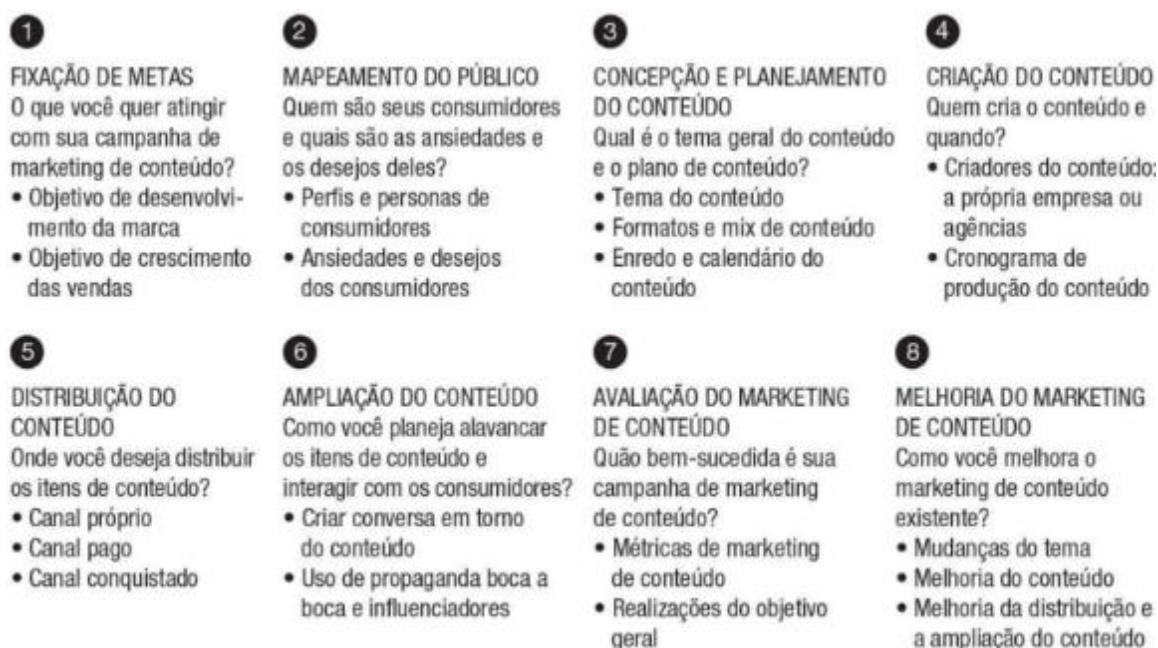 1
FIXAÇÃO DE METAS
O que você quer atingir
com sua campanha de
marketing de conteúdo?
• Objetivo de desenvolvi-
mento da marca
• Objetivo de crescimento
das vendas
2
MAPEAMENTO DO PÚBLICO
Quem são seus consumidores
e quais são as ansiedades e
os desejos deles?
• Perfis e personas de
consumidores
• Ansiedades e desejos
dos consumidores
3
CONCEPÇÃO E PLANEJAMENTO
DO CONTEÚDO
Qual é o tema geral do conteúdo
e o plano de conteúdo?
• Tema do conteúdo
• Formatos e mix de conteúdo
• Enredo e calendário do
conteúdo
4
CRIAÇÃO DO CONTEÚDO
Quem cria o conteúdo e
quando?
• Criadores do conteúdo:
a própria empresa ou
agências
• Cronograma de
produção do conteúdo
5
DISTRIBUIÇÃO DO
CONTEÚDO
Onde você deseja distribuir
os itens de conteúdo?
• Canal próprio
• Canal pago
• Canal conquistado
6
AMPLIAÇÃO DO CONTEÚDO
Como você planeja alavancar
os itens de conteúdo e
interagir com os consumidores?
• Criar conversa em torno
do conteúdo
• Uso de propaganda boca a
boca e influenciadores
7
AVALIAÇÃO DO MARKETING
DE CONTEÚDO
Quão bem-sucedida é sua
campanha de marketing
de conteúdo?
• Métricas de marketing
de conteúdo
• Realizações do objetivo
geral
8
MELHORIA DO MARKETING
DE CONTEÚDO
Como você melhora o
marketing de conteúdo
existente?
• Mudanças do tema
• Melhoria do conteúdo
• Melhoria da distribuição e
a ampliação do conteúdo